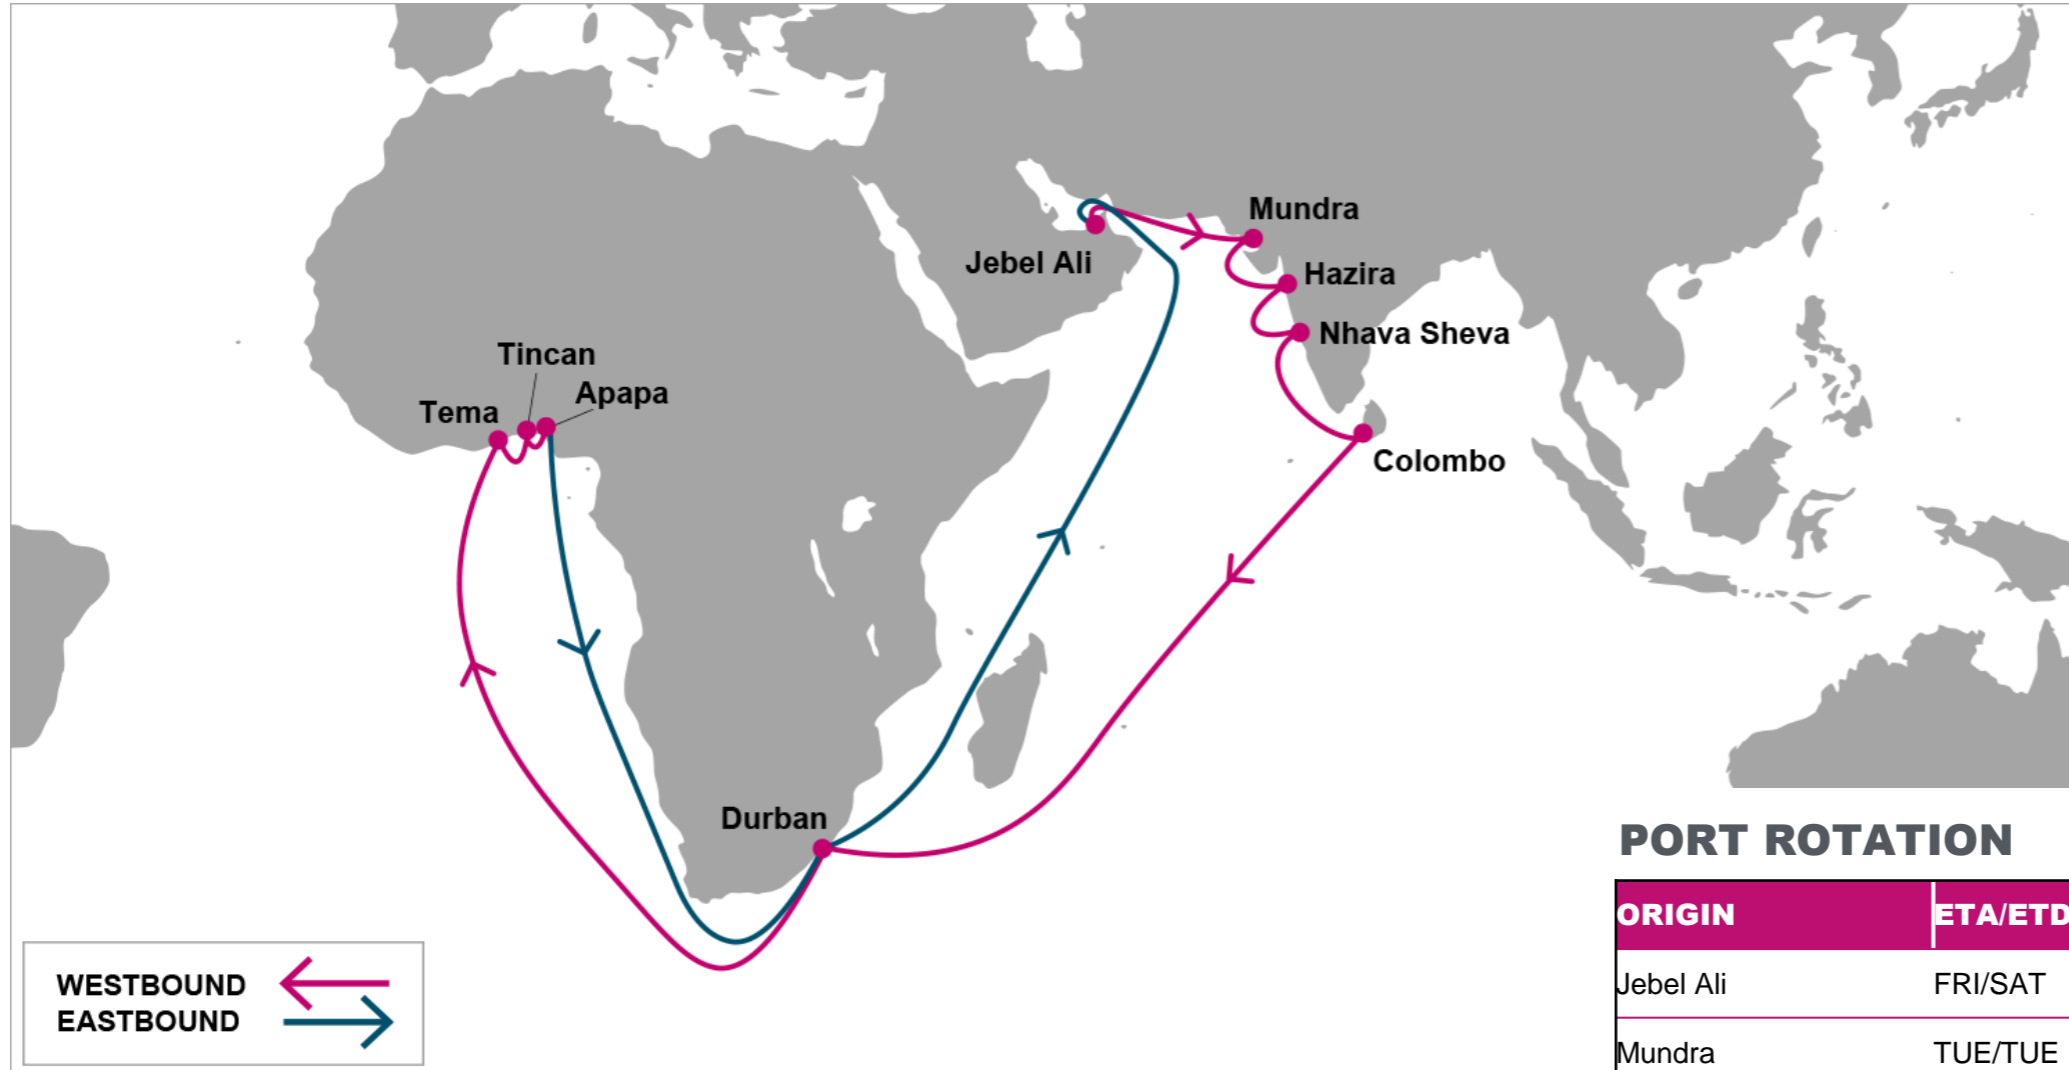 Mundra
Jebel Ali
Hazira
Nhava Sheva
Tincan
Apapa
Tema
Colombo
Durban
PORT ROTATION
ORIGIN ETA/ETD
Jebel Ali FRI/SAT
Mundra TUE/TUE
WESTBOUND
EASTBOUND